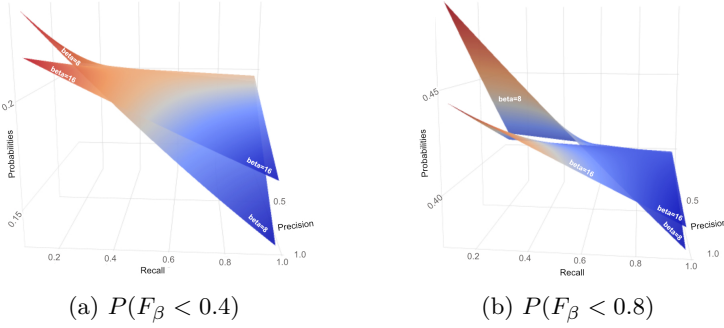 beta=8
beta=16
0.2
Probabilities
0.15
beta=16
beta=8
0.5
Precision
1.0
0.2
0.4
0.6
0.8
1.0
Recall
(a) P(F_β < 0.4)
0.45
beta=8
Probabilities
beta=16
0.40
beta=16
beta=8
0.5
Precision
1.0
0.2
0.4
0.6
0.8
1.0
Recall
(b) P(F_β < 0.8)